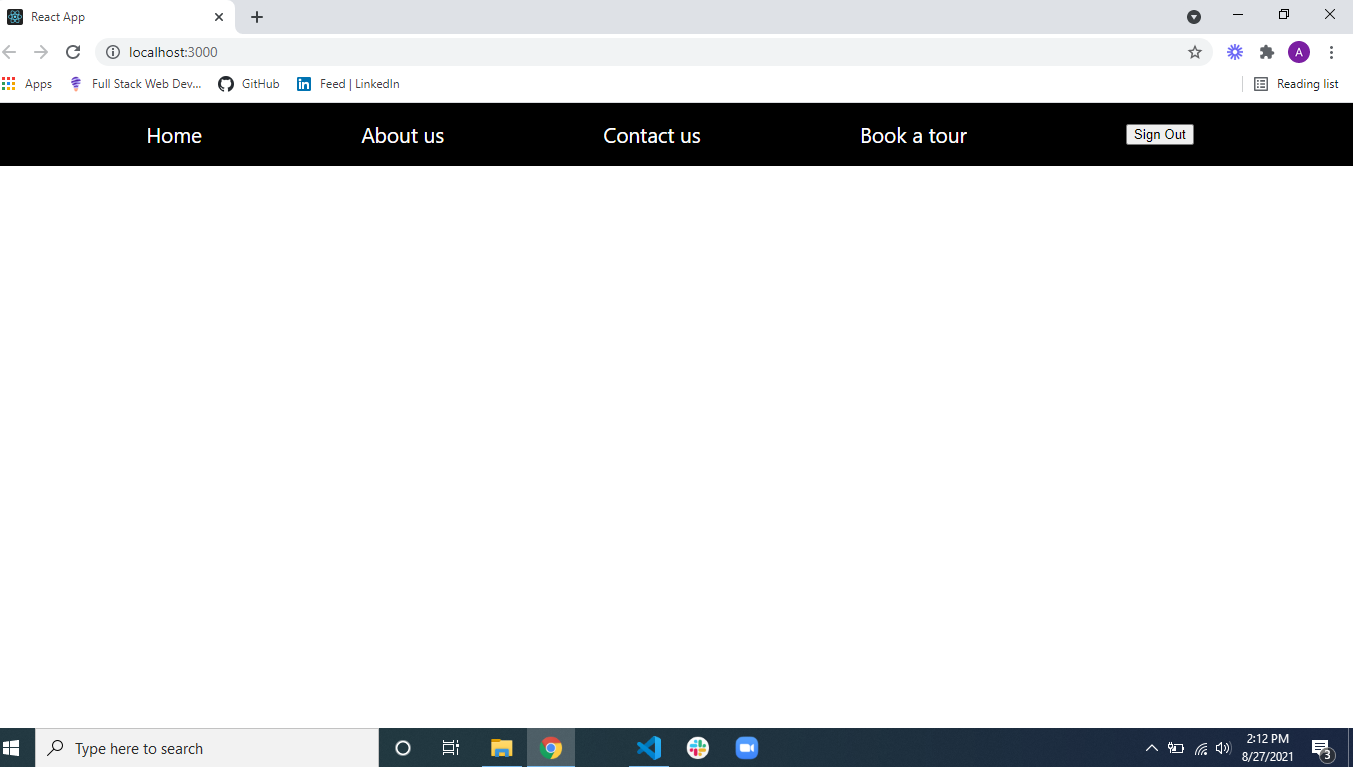 React App
localhost:3000
Apps Full Stack Web Dev... GitHub Feed | LinkedIn Reading list
Home About us Contact us Book a tour Sign Out
Type here to search
2:12 PM
8/27/2021
A
3